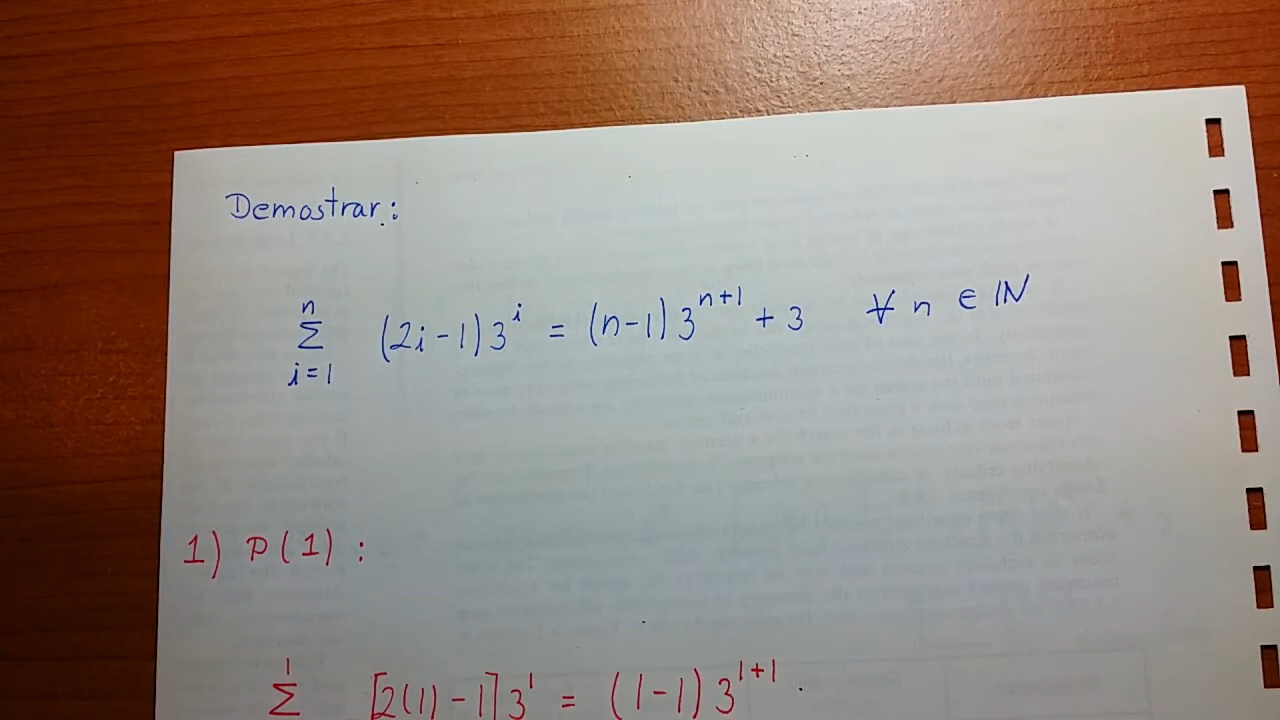 Demostrar:
n
Σ (2i-1)3^i = (n-1)3^{n+1} + 3 ∀ n ∈ ℕ
i=1
1) P(1):
1
Σ [2(1)-1]3^1 = (1-1)3^{1+1}